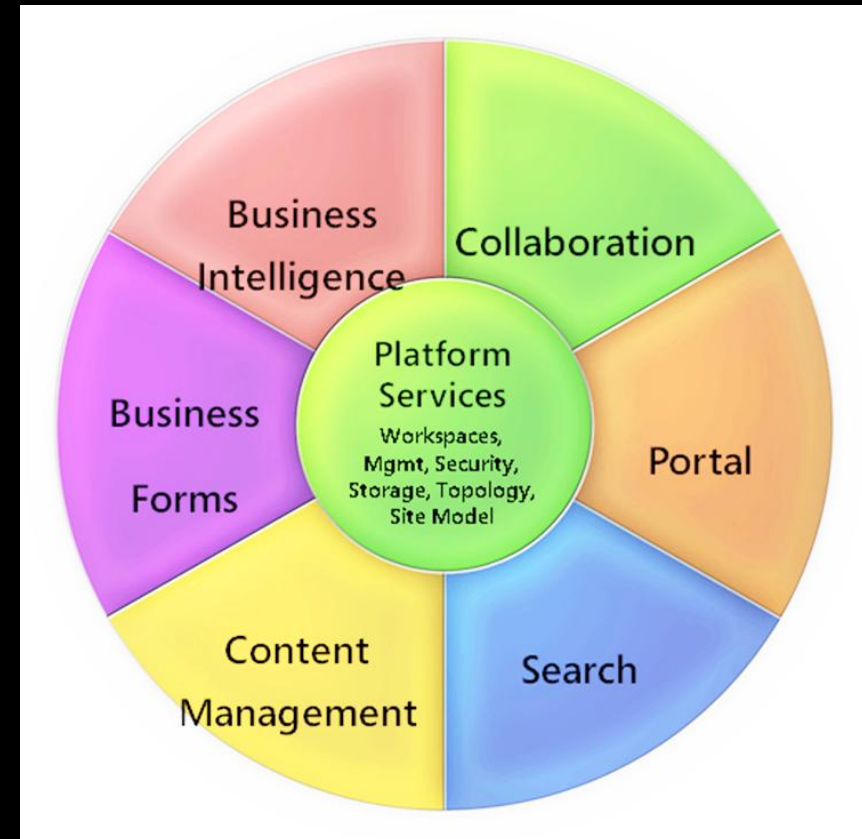 Business
Intelligence
Collaboration
Platform
Services
Workspaces,
Mgmt, Security,
Storage, Topology,
Site Model
Business
Forms
Portal
Content
Management
Search